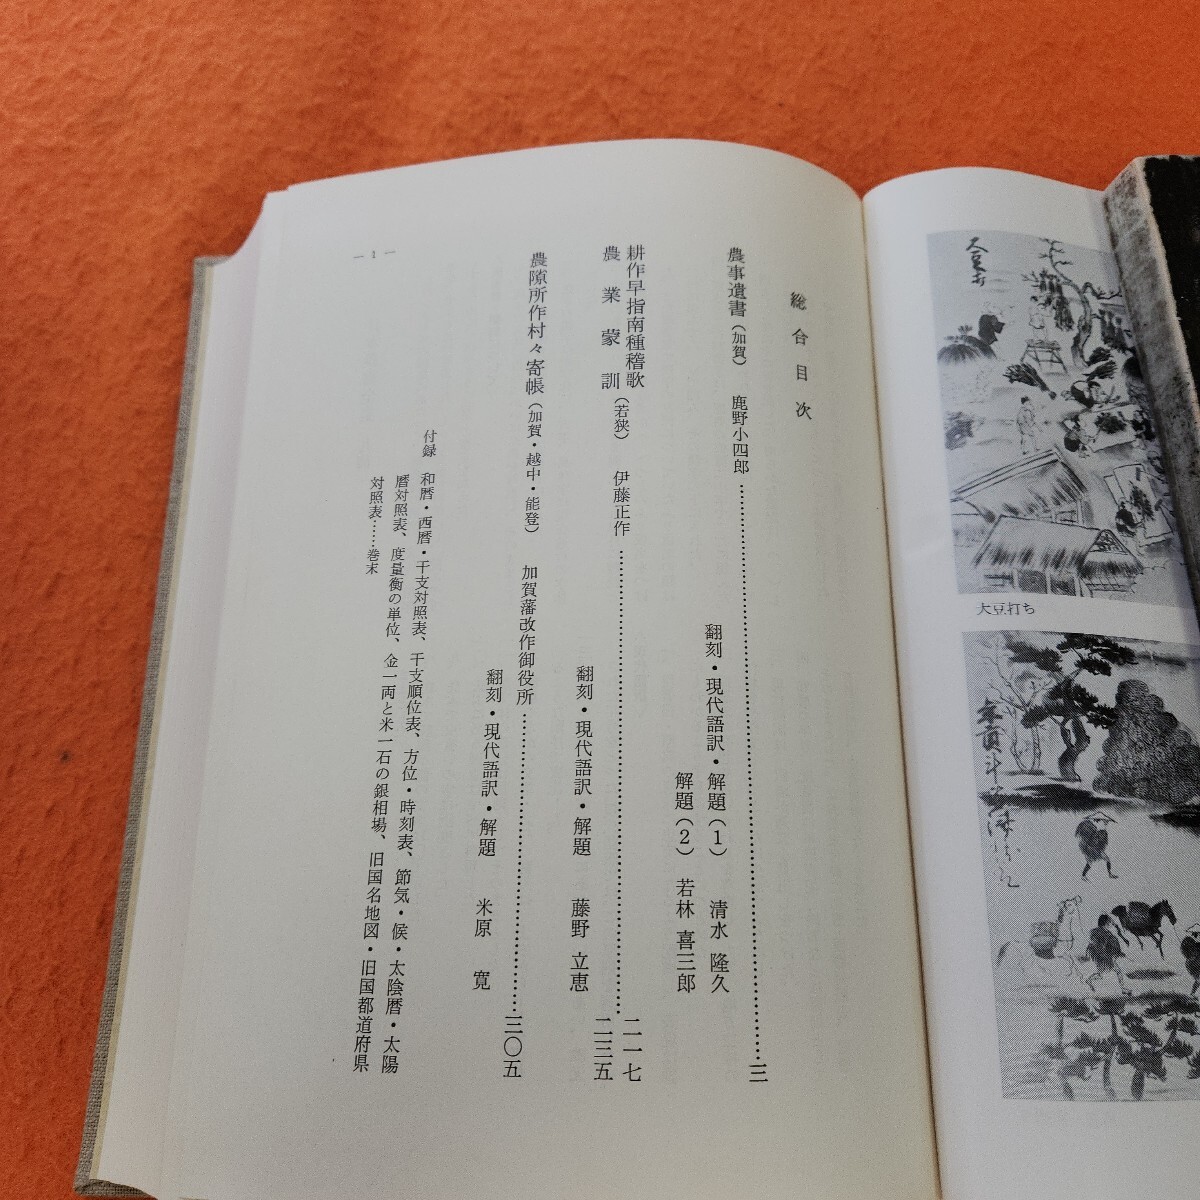 大豆打
大豆打ち
総合目次
農事遺書（加賀）　鹿野小四郎……………三
翻刻・現代語訳・解題（1）　清水 隆久
解題（2）　若林 喜三郎
耕作早指南種稽歌
農業蒙訓（若狭）　伊藤正作……………二一七
二三五
翻刻・現代語訳・解題　藤野 立恵
農隙所作村々寄帳（加賀・越中・能登）　加賀藩改作御役所……………三〇五
翻刻・現代語訳・解題　米原 寛
付録　和暦・西暦・干支対照表、干支順位表、方位・時刻表、節気・候・太陰暦・太陽
暦対照表、度量衡の単位、金一両と米一石の銀相場、旧国名地図・旧国都道府県
対照表……巻末
— 1 —